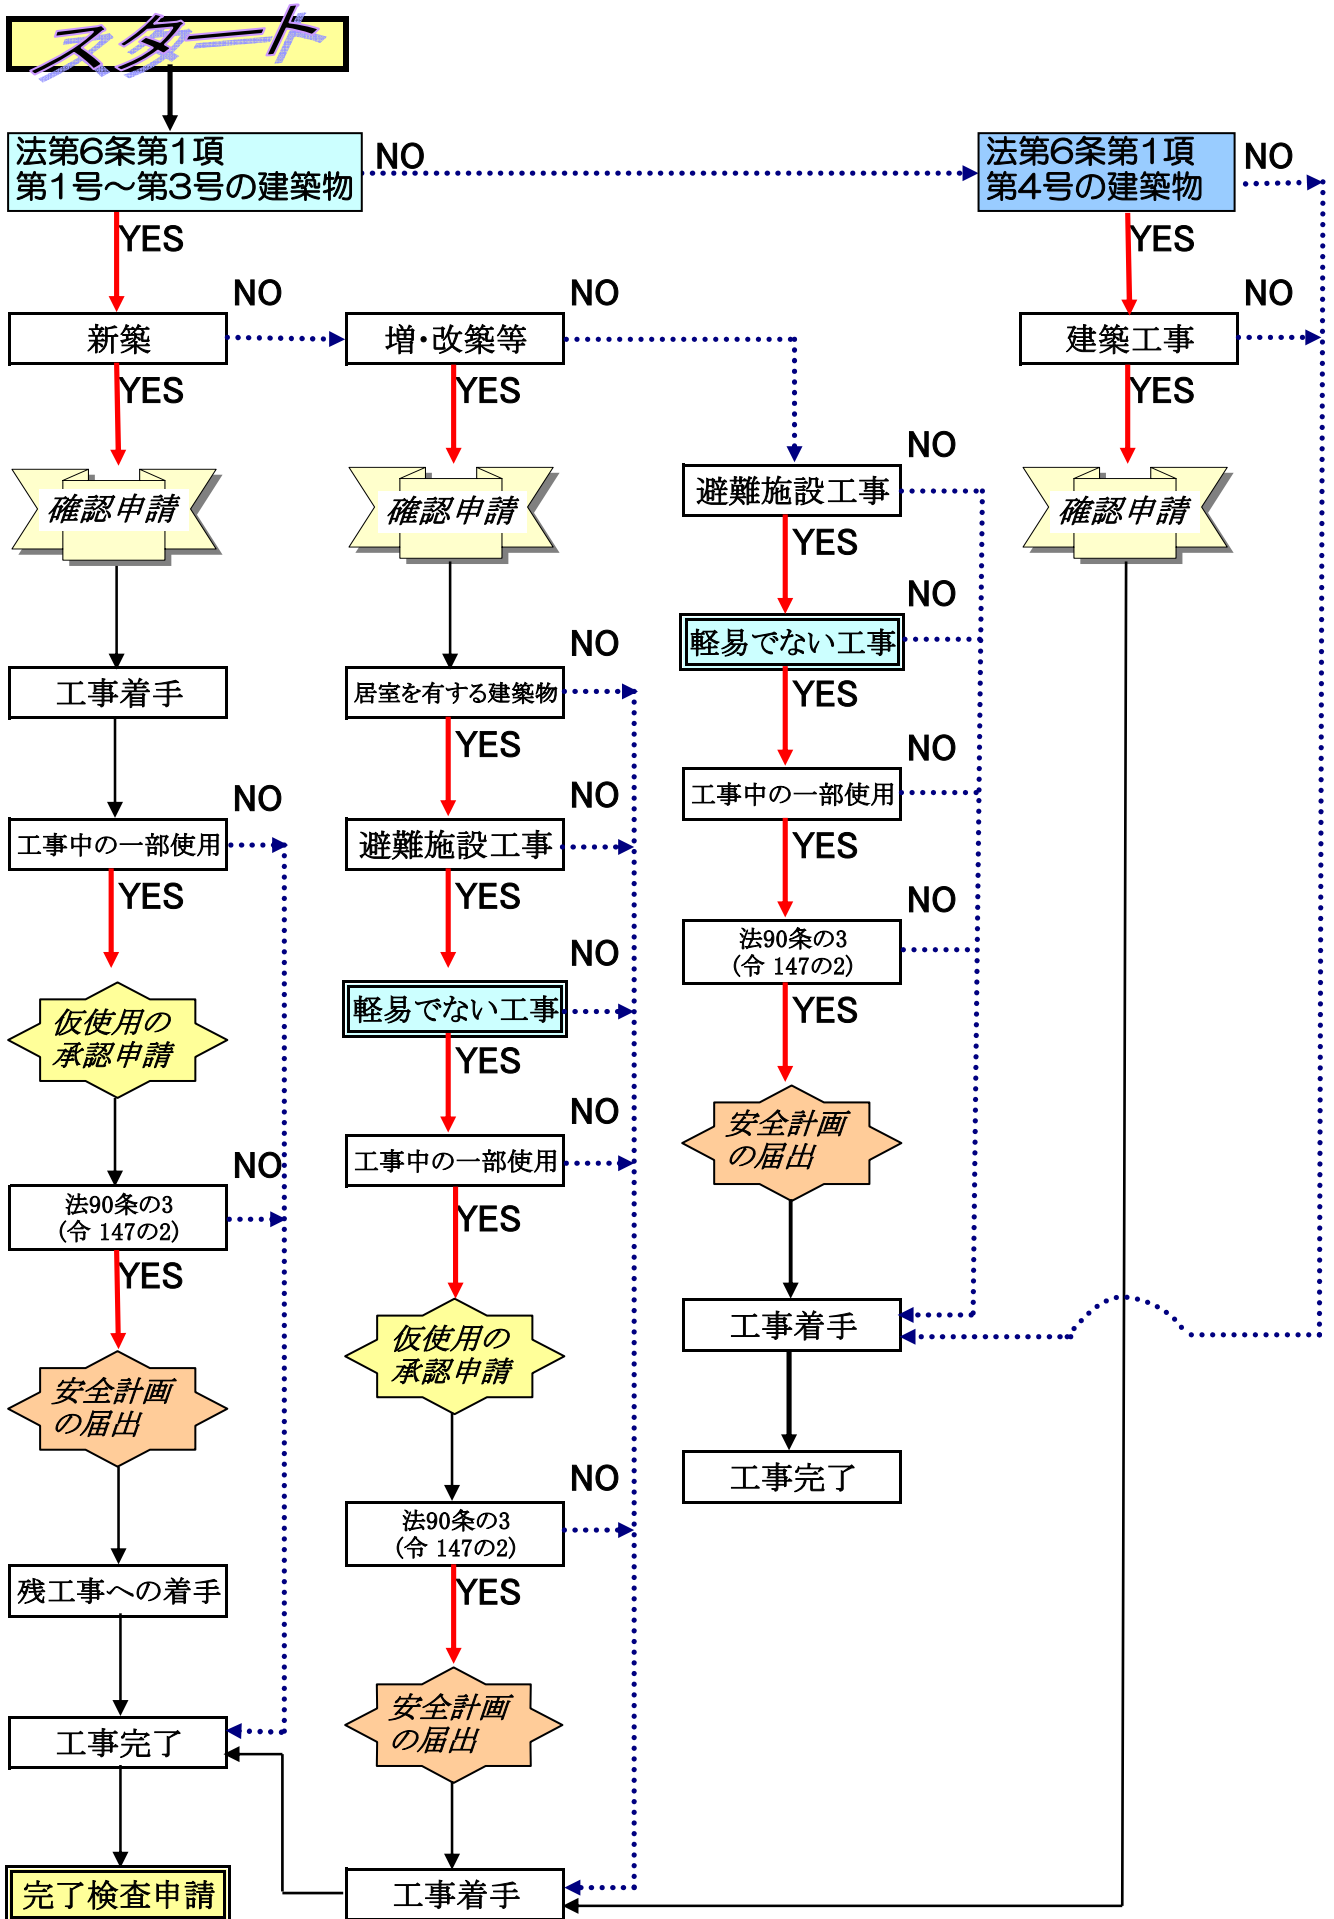 スタート
法第6条第1項
第1号～第3号の建築物
NO
法第6条第1項
第4号の建築物
NO
YES
YES
新築
NO
増・改築等
NO
建築工事
NO
YES
YES
YES
確認申請
確認申請
避難施設工事
NO
確認申請
YES
軽易でない工事
NO
工事着手
居室を有する建築物
NO
YES
YES
工事中の一部使用
NO
工事中の一部使用
NO
避難施設工事
NO
YES
YES
YES
法90条の3
(令 147の2)
NO
仮使用の
承認申請
軽易でない工事
NO
YES
YES
安全計画
の届出
工事中の一部使用
NO
法90条の3
(令 147の2)
NO
YES
YES
工事着手
仮使用の
承認申請
安全計画
の届出
工事完了
法90条の3
(令 147の2)
NO
YES
残工事への着手
安全計画
の届出
工事完了
完了検査申請
工事着手